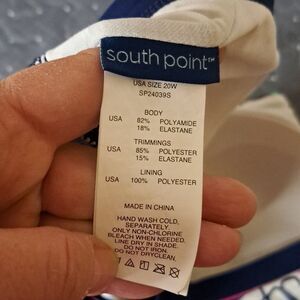 south point™
USA SIZE 20W
SP24039S
BODY
USA 82% POLYAMIDE
18% ELASTANE
TRIMMINGS
USA 85% POLYESTER
15% ELASTANE
LINING
USA 100% POLYESTER
MADE IN CHINA
HAND WASH COLD,
SEPARATELY.
ONLY NON-CHLORINE
BLEACH WHEN NEEDED.
LINE DRY IN SHADE.
DO NOT IRON.
DO NOT DRYCLEAN.